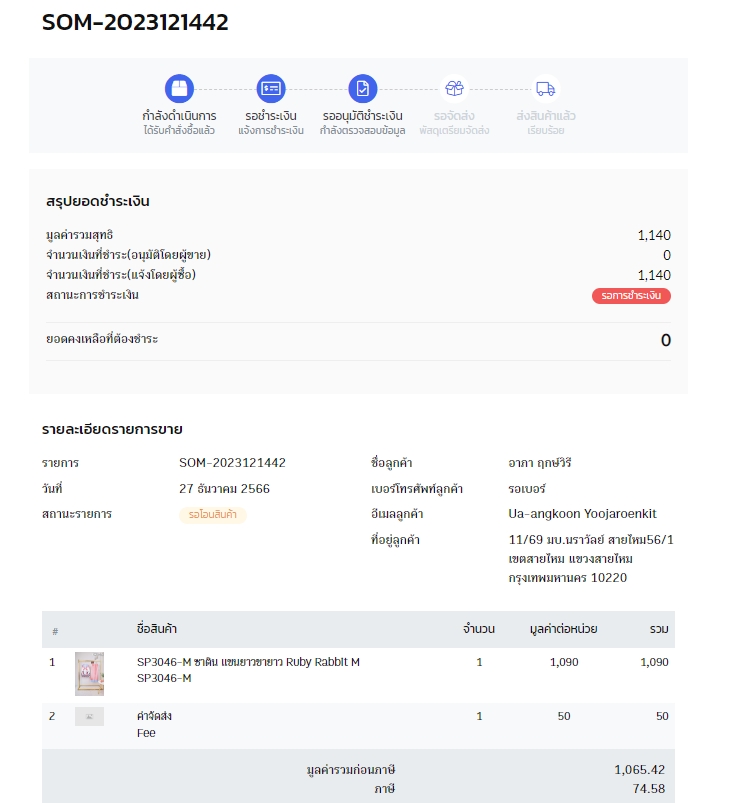 SOM-2023121442
กำลังดำเนินการ
ได้รับคำสั่งซื้อแล้ว
รอชำระเงิน
แจ้งการชำระเงิน
รออนุมัติชำระเงิน
กำลังตรวจสอบข้อมูล
รอจัดส่ง
พัสดุเตรียมจัดส่ง
ส่งสินค้าแล้ว
เรียบร้อย
สรุปยอดชำระเงิน
มูลค่ารวมสุทธิ 1,140
จำนวนเงินที่ชำระ(อนุมัติโดยผู้ขาย) 0
จำนวนเงินที่ชำระ(แจ้งโดยผู้ซื้อ) 1,140
สถานะการชำระเงิน รอการชำระเงิน
ยอดคงเหลือที่ต้องชำระ 0
รายละเอียดรายการขาย
รายการ SOM-2023121442
วันที่ 27 ธันวาคม 2566
สถานะรายการ รอโอนสินค้า
ชื่อลูกค้า อาภา ฤกษ์วิรี
เบอร์โทรศัพท์ลูกค้า รอเบอร์
อีเมลลูกค้า Ua-angkoon Yoojaroenkit
ที่อยู่ลูกค้า 11/69 มบ.นราวัลย์ สายไหม56/1
เขตสายไหม แขวงสายไหม
กรุงเทพมหานคร 10220
# ชื่อสินค้า จำนวน มูลค่าต่อหน่วย รวม
1 SP3046-M ซาติน แขนยาวขายาว Ruby Rabbit M 1 1,090 1,090
SP3046-M
2 ค่าจัดส่ง 1 50 50
Fee
มูลค่ารวมก่อนภาษี 1,065.42
ภาษี 74.58